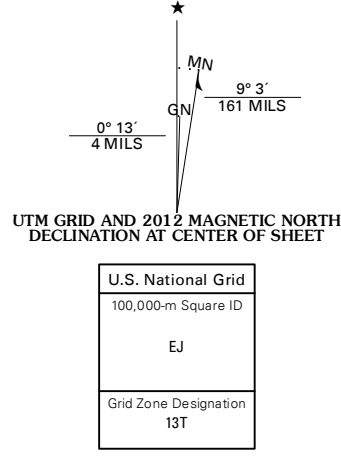 ★
MN
GN
9° 3´
161 MILS
0° 13´
4 MILS
UTM GRID AND 2012 MAGNETIC NORTH
DECLINATION AT CENTER OF SHEET
U.S. National Grid
100,000-m Square ID
EJ
Grid Zone Designation
13T